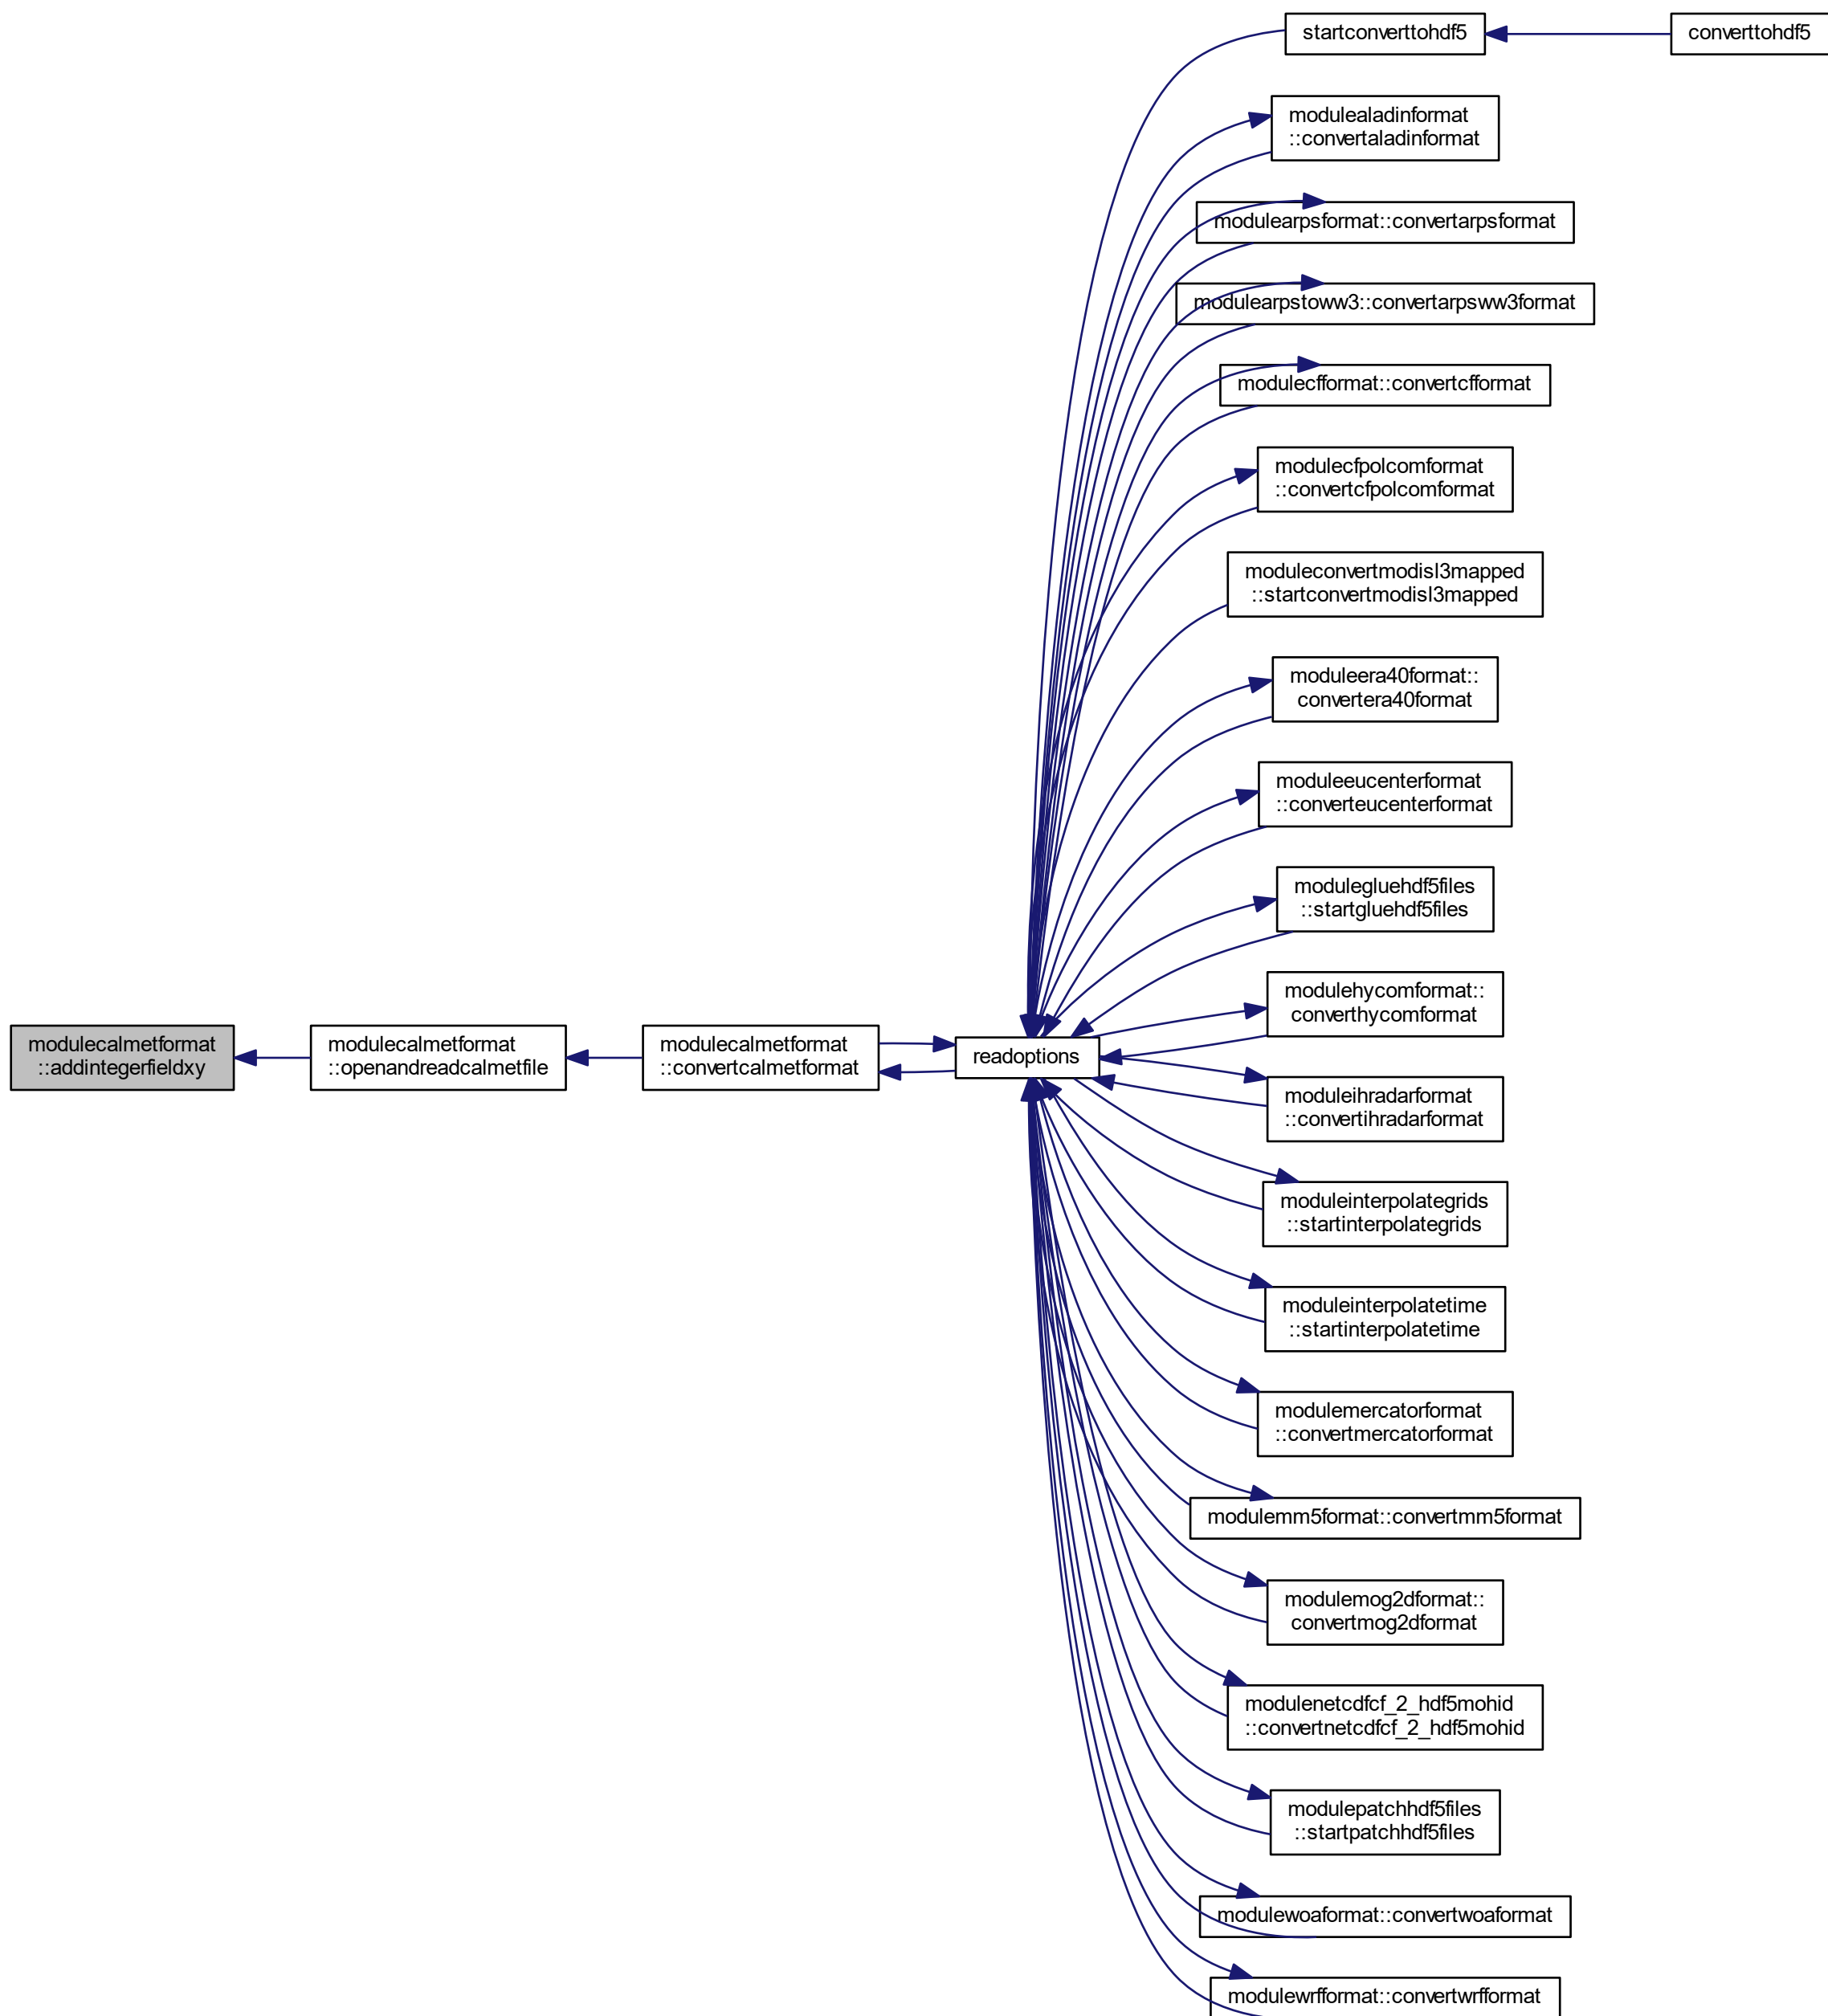 startconverttohdf5
converttohdf5
modulealadinformat
::convertaladinformat
modulearpsformat::convertarpsformat
modulearpstoww3::convertarpsww3format
modulecfformat::convertcfformat
modulecfpolcomformat
::convertcfpolcomformat
moduleconvertmodisl3mapped
::startconvertmodisl3mapped
moduleera40format::
convertera40format
moduleeucenterformat
::converteucenterformat
modulegluehdf5files
::startgluehdf5files
modulehycomformat::
converthycomformat
modulecalmetformat
::addintegerfieldxy
modulecalmetformat
::openandreadcalmetfile
modulecalmetformat
::convertcalmetformat
readoptions
moduleihradarformat
::convertihradarformat
moduleinterpolategrids
::startinterpolategrids
moduleinterpolatetime
::startinterpolatetime
modulemercatorformat
::convertmercatorformat
modulemm5format::convertmm5format
modulemog2dformat::
convertmog2dformat
modulenetcdfcf_2_hdf5mohid
::convertnetcdfcf_2_hdf5mohid
modulepatchhdf5files
::startpatchhdf5files
modulewoaformat::convertwoaformat
modulewrfformat::convertwrfformat